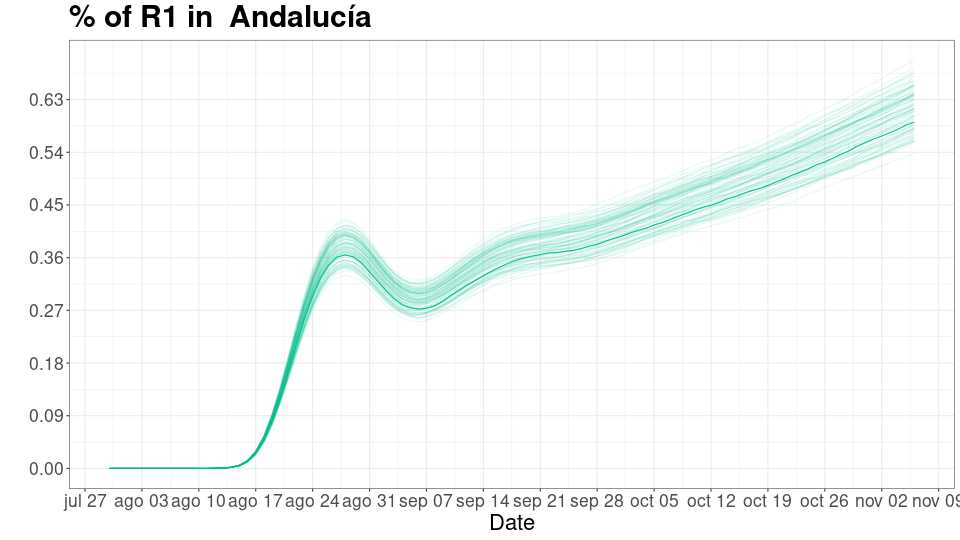 % of R1 in  Andalucía
0.63
0.54
0.45
0.36
0.27
0.18
0.09
0.00
jul 27 ago 03 ago 10 ago 17 ago 24 ago 31 sep 07 sep 14 sep 21 sep 28 oct 05 oct 12 oct 19 oct 26 nov 02 nov 09
Date